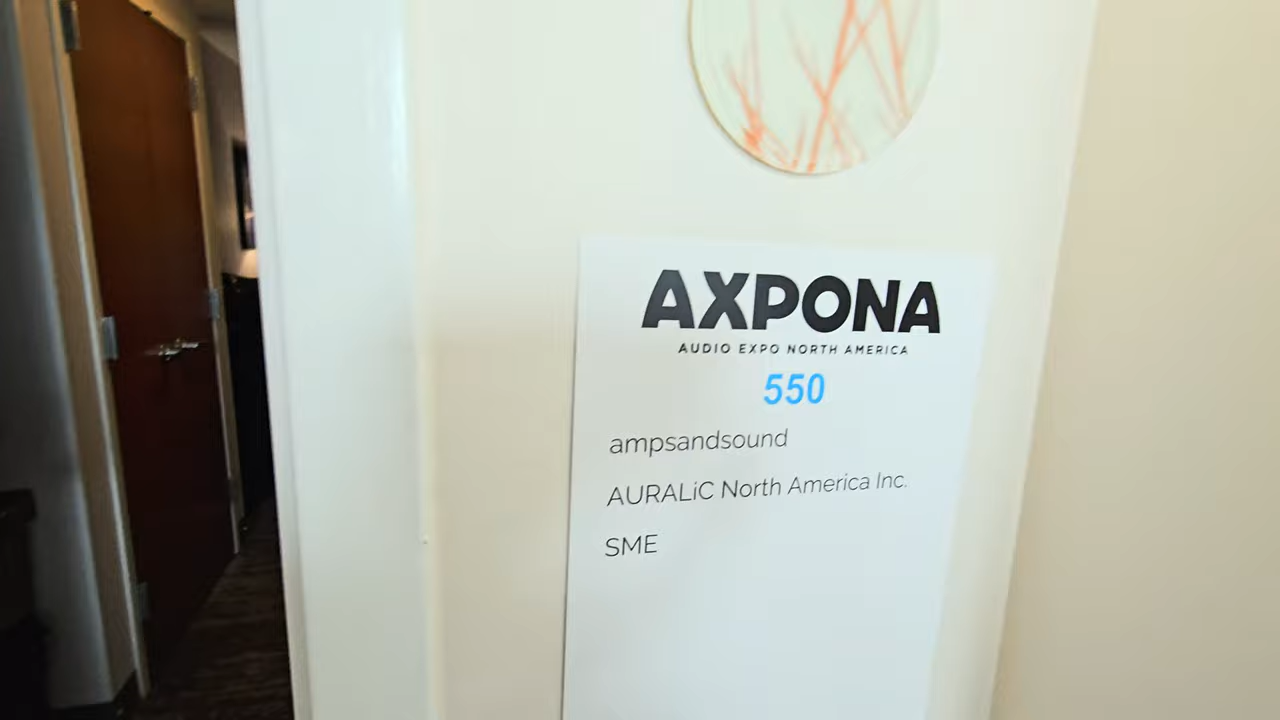 AXPONA
AUDIO EXPO NORTH AMERICA
550
ampsandsound
AURALiC North America Inc.
SME